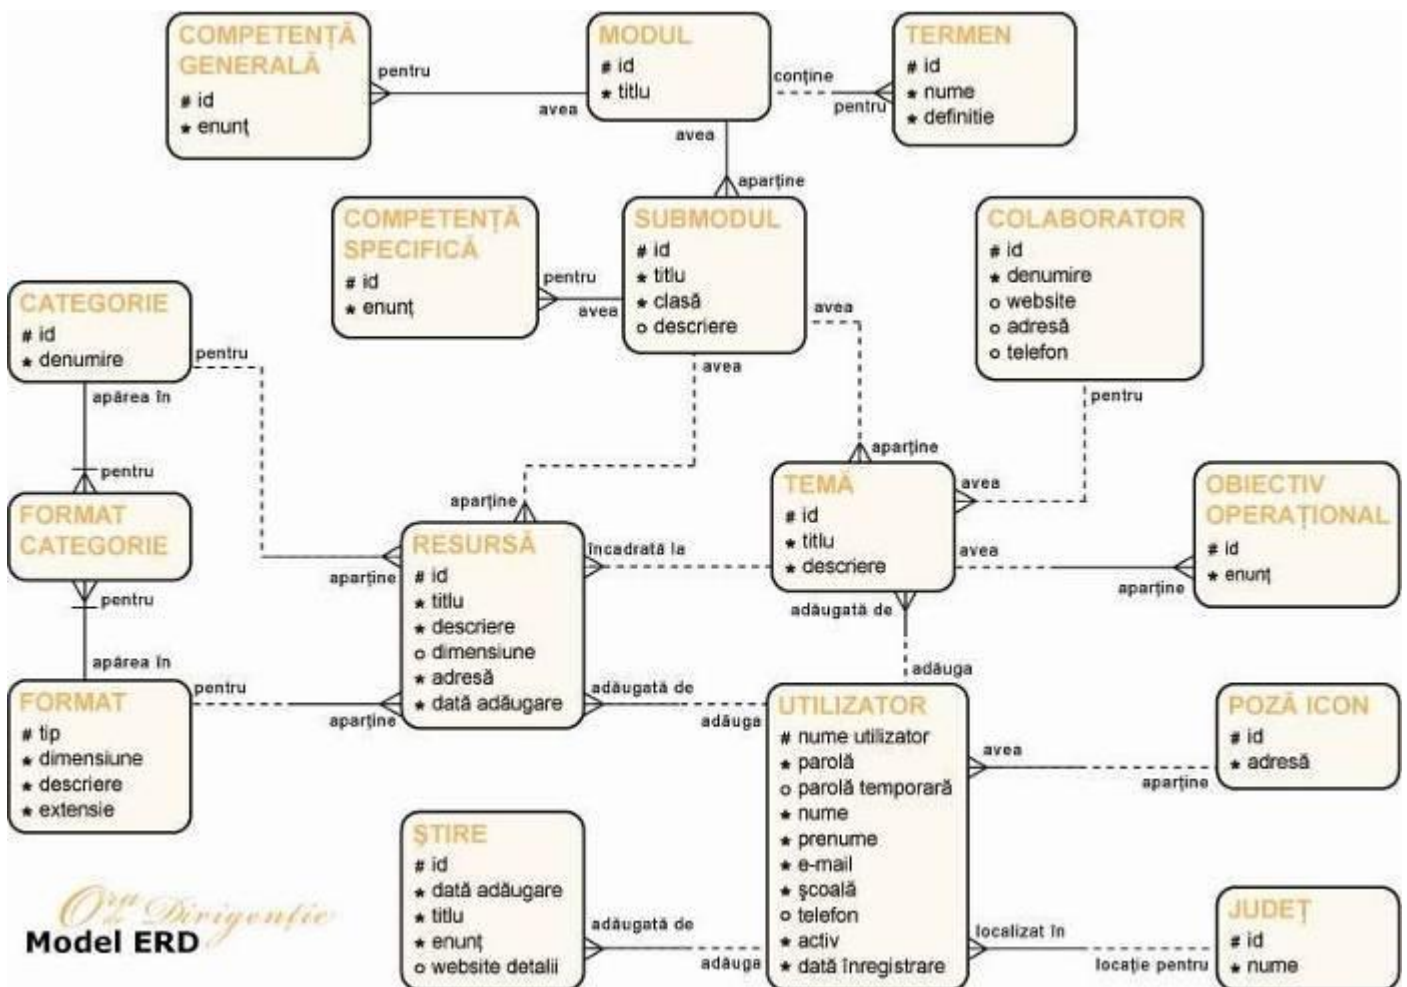 COMPETENȚĂ
GENERALĂ
# id
* enunț
pentru
avea
MODUL
# id
* titlu
conține
pentru
TERMEN
# id
* nume
* definitie
avea
aparține
COMPETENȚĂ
SPECIFICĂ
# id
* enunț
pentru
avea
SUBMODUL
# id
* titlu
* clasă
o descriere
avea
avea
COLABORATOR
# id
* denumire
o website
o adresă
o telefon
pentru
CATEGORIE
# id
* denumire
pentru
apărea în
pentru
FORMAT
CATEGORIE
pentru
apărea în
FORMAT
# tip
* dimensiune
* descriere
* extensie
pentru
aparține
aparține
aparține
RESURSĂ
# id
* titlu
* descriere
o dimensiune
* adresă
* dată adăugare
încadrată la
adăugată de
adăuga
aparține
TEMĂ
# id
* titlu
* descriere
avea
avea
aparține
adăugată de
adăuga
OBIECTIV
OPERAȚIONAL
# id
* enunț
UTILIZATOR
# nume utilizator
* parolă
o parolă temporară
* nume
* prenume
* e-mail
* școală
o telefon
* activ
* dată înregistrare
avea
aparține
POZĂ ICON
# id
* adresă
localizat în
locație pentru
JUDEȚ
# id
* nume
ȘTIRE
# id
* dată adăugare
* titlu
* enunț
o website detalii
adăugată de
adăuga
Ora de Dirigenție
Model ERD